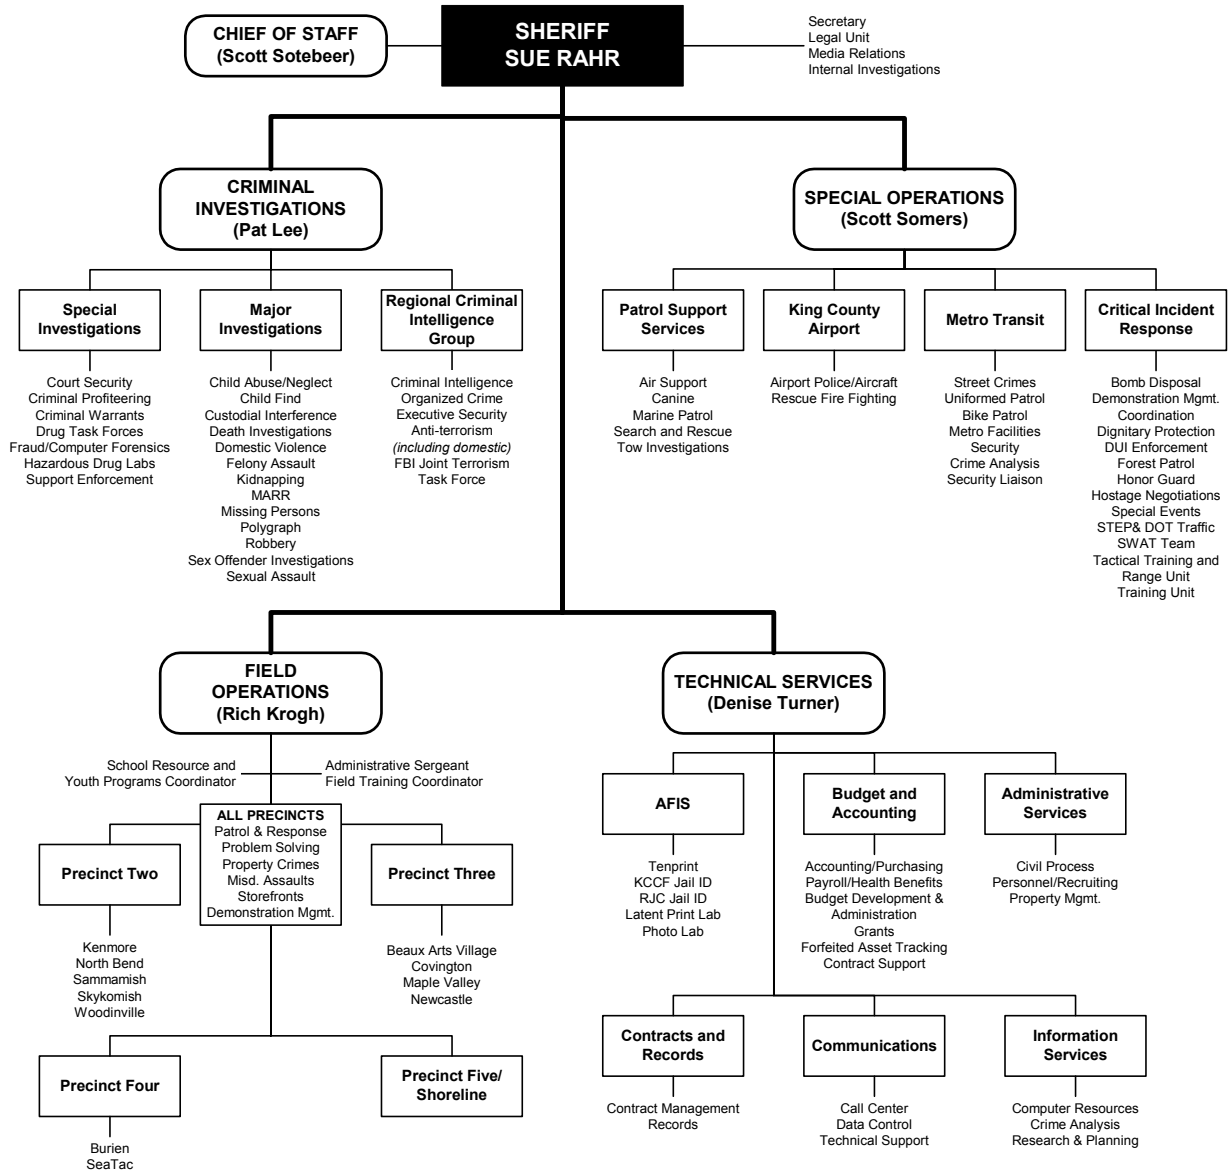 CHIEF OF STAFF
(Scott Sotebeer)
SHERIFF
SUE RAHR
Secretary
Legal Unit
Media Relations
Internal Investigations
CRIMINAL
INVESTIGATIONS
(Pat Lee)
SPECIAL OPERATIONS
(Scott Somers)
Special
Investigations
Court Security
Criminal Profiteering
Criminal Warrants
Drug Task Forces
Fraud/Computer Forensics
Hazardous Drug Labs
Support Enforcement
Major
Investigations
Child Abuse/Neglect
Child Find
Custodial Interference
Death Investigations
Domestic Violence
Felony Assault
Kidnapping
MARR
Missing Persons
Polygraph
Robbery
Sex Offender Investigations
Sexual Assault
Regional Criminal
Intelligence
Group
Criminal Intelligence
Organized Crime
Executive Security
Anti-terrorism
(including domestic)
FBI Joint Terrorism
Task Force
Patrol Support
Services
Air Support
Canine
Marine Patrol
Search and Rescue
Tow Investigations
King County
Airport
Airport Police/Aircraft
Rescue Fire Fighting
Metro Transit
Street Crimes
Uniformed Patrol
Bike Patrol
Metro Facilities
Security
Crime Analysis
Security Liaison
Critical Incident
Response
Bomb Disposal
Demonstration Mgmt.
Coordination
Dignitary Protection
DUI Enforcement
Forest Patrol
Honor Guard
Hostage Negotiations
Special Events
STEP& DOT Traffic
SWAT Team
Tactical Training and
Range Unit
Training Unit
FIELD
OPERATIONS
(Rich Krogh)
School Resource and
Youth Programs Coordinator
Administrative Sergeant
Field Training Coordinator
ALL PRECINCTS
Patrol & Response
Problem Solving
Property Crimes
Misd. Assaults
Storefronts
Demonstration Mgmt.
Precinct Two
Kenmore
North Bend
Sammamish
Skykomish
Woodinville
Precinct Three
Beaux Arts Village
Covington
Maple Valley
Newcastle
Precinct Four
Burien
SeaTac
Precinct Five/
Shoreline
TECHNICAL SERVICES
(Denise Turner)
AFIS
Tenprint
KCCF Jail ID
RJC Jail ID
Latent Print Lab
Photo Lab
Budget and
Accounting
Accounting/Purchasing
Payroll/Health Benefits
Budget Development &
Administration
Grants
Forfeited Asset Tracking
Contract Support
Administrative
Services
Civil Process
Personnel/Recruiting
Property Mgmt.
Contracts and
Records
Contract Management
Records
Communications
Call Center
Data Control
Technical Support
Information
Services
Computer Resources
Crime Analysis
Research & Planning